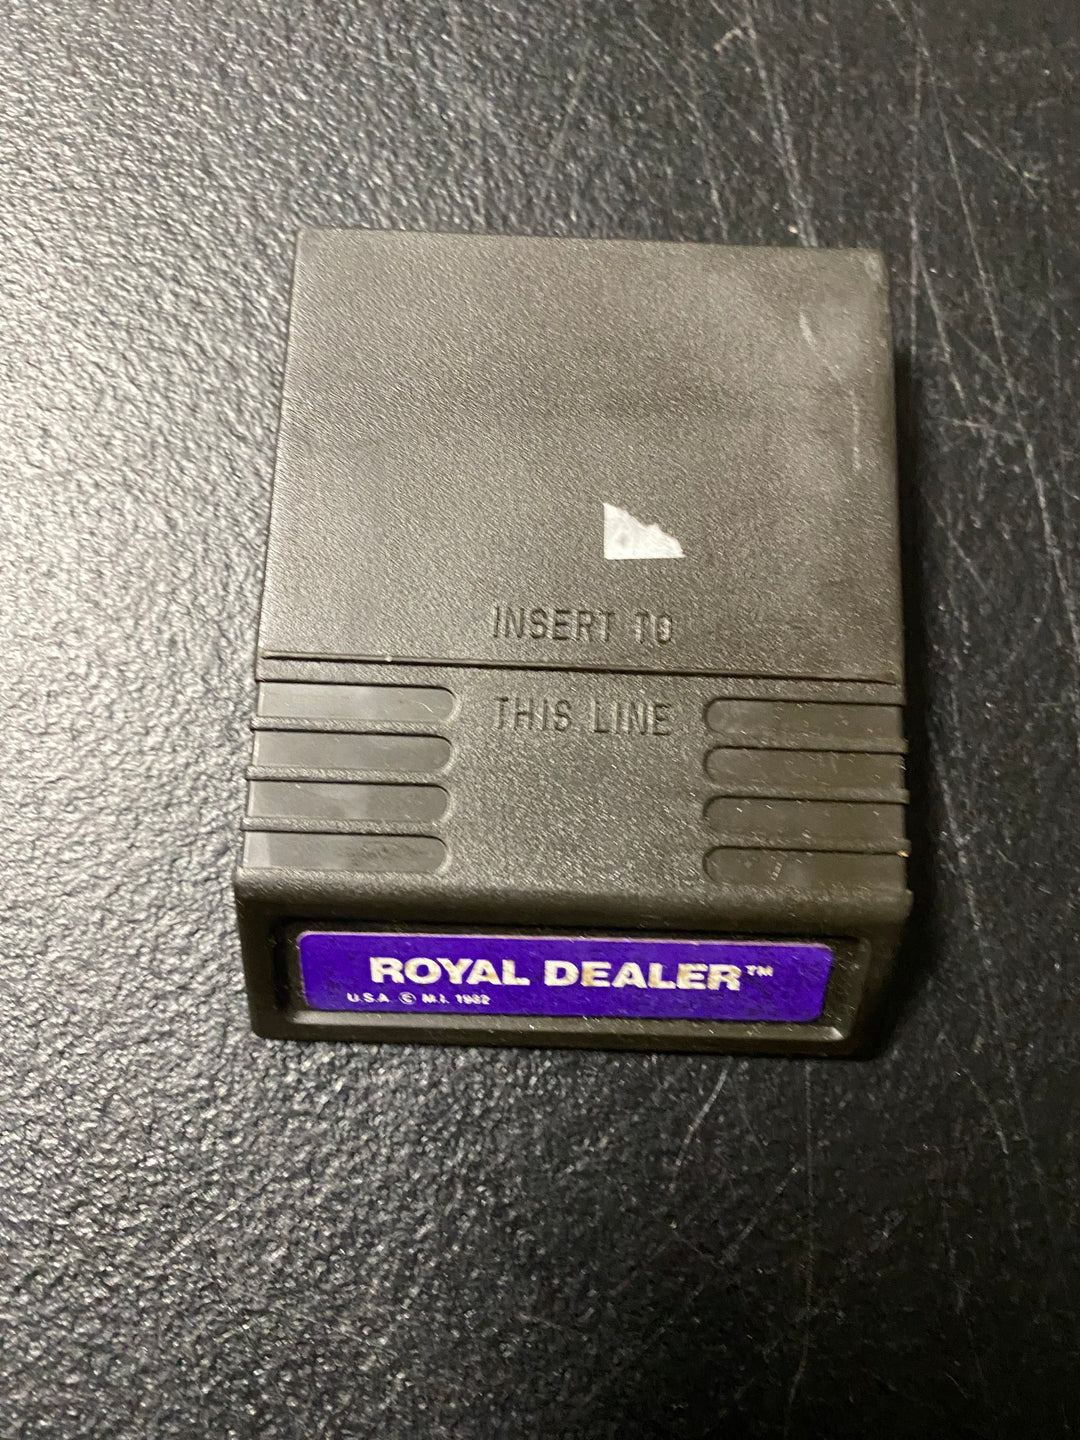 INSERT TO
THIS LINE
ROYAL DEALER™
U.S.A. © M.I. 1982